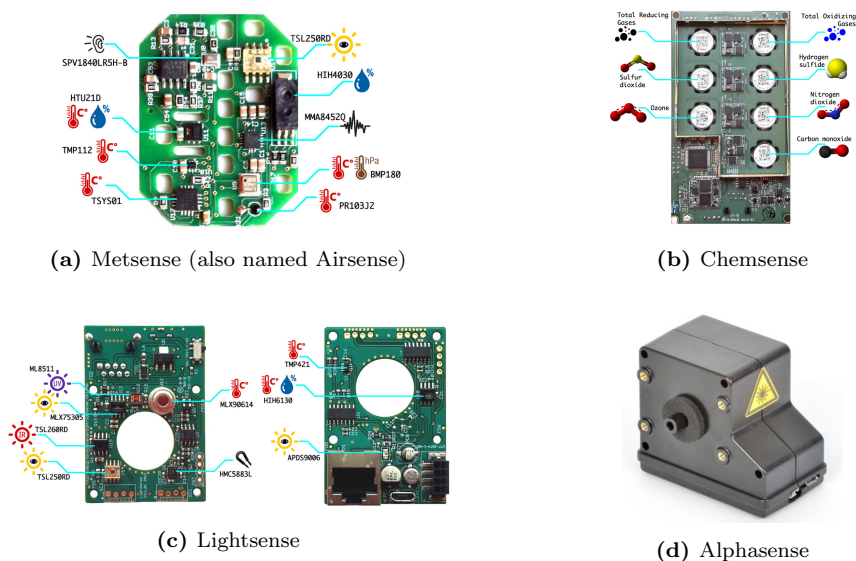 SPV1840LR5H-B
TSL250RD
HIH4030
%
HTU21D
C° %
MMA8452Q
TMP112
C°
C° hPa
BMP180
TSYS01
C°
C°
PR103J2
(a) Metsense (also named Airsense)
Total Reducing
Gases
Total Oxidizing
Gases
Sulfur
dioxide
Hydrogen
sulfide
Ozone
Nitrogen
dioxide
Carbon monoxide
(b) Chemsense
ML8511
UV
MLX75305
IR
TSL260RD
TSL250RD
C°
MLX90614
HMC5883L
C°
TMP421
C° %
HIH6130
APDS9006
(c) Lightsense
(d) Alphasense